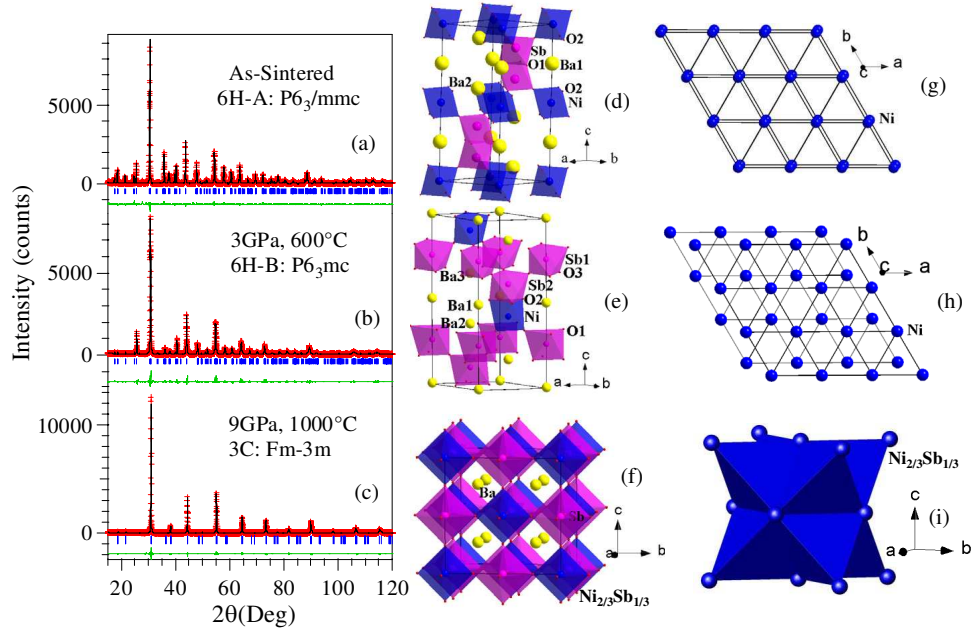 Intensity (counts)
As-Sintered
6H-A: P6₃/mmc
(a)
5000
0
3GPa, 600°C
6H-B: P6₃mc
(b)
5000
0
9GPa, 1000°C
3C: Fm-3m
(c)
10000
0
20 40 60 80 100 120
2θ(Deg)
O2
Sb
O1
Ba1
Ba2
O2
Ni
(d)
c
a b
Sb1
O3
Ba3
Sb2
O2
Ba1
Ni
Ba2
O1
(e)
c
a b
Ba
Sb
(f)
c
a b
Ni2/3Sb1/3
b
c a
(g)
Ni
b
c a
(h)
Ni
Ni2/3Sb1/3
c
(i)
a b